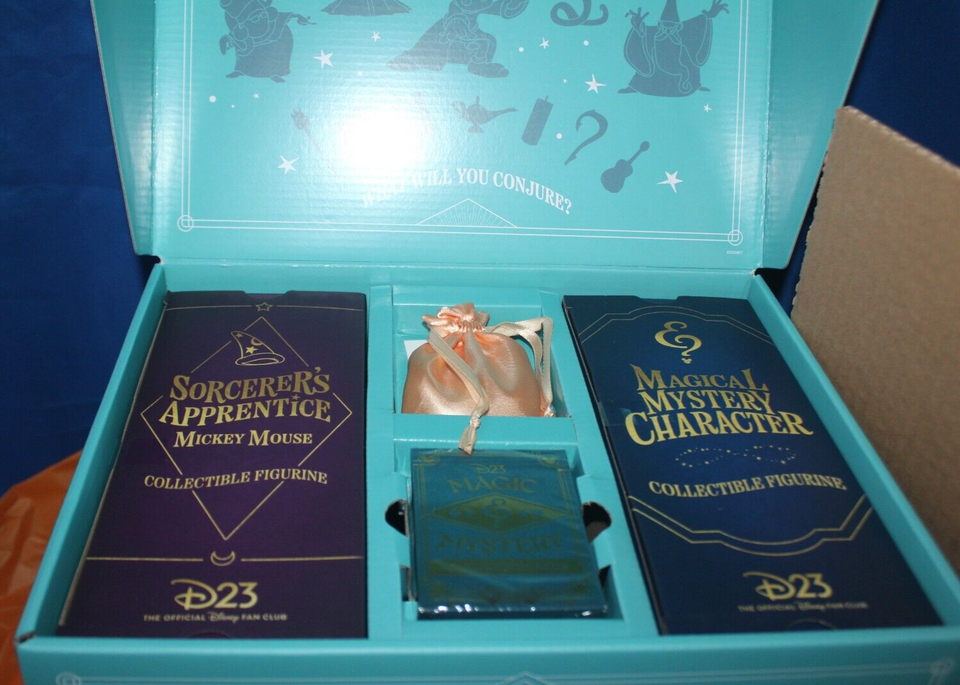 WHAT WILL YOU CONJURE?
SORCERER'S
APPRENTICE
MICKEY MOUSE
COLLECTIBLE FIGURINE
D23
THE OFFICIAL Disney FAN CLUB
D23
MAGIC
&
MYSTERY
&?
MAGICAL
MYSTERY
CHARACTER
COLLECTIBLE FIGURINE
D23
THE OFFICIAL Disney FAN CLUB